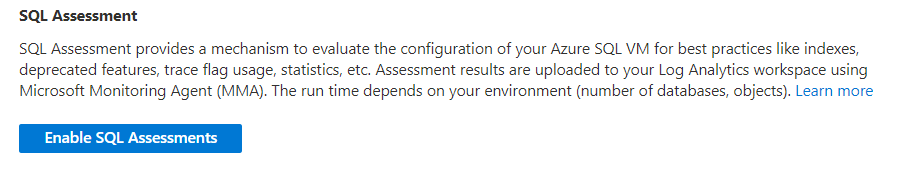 SQL Assessment
SQL Assessment provides a mechanism to evaluate the configuration of your Azure SQL VM for best practices like indexes,
deprecated features, trace flag usage, statistics, etc. Assessment results are uploaded to your Log Analytics workspace using
Microsoft Monitoring Agent (MMA). The run time depends on your environment (number of databases, objects). Learn more
Enable SQL Assessments